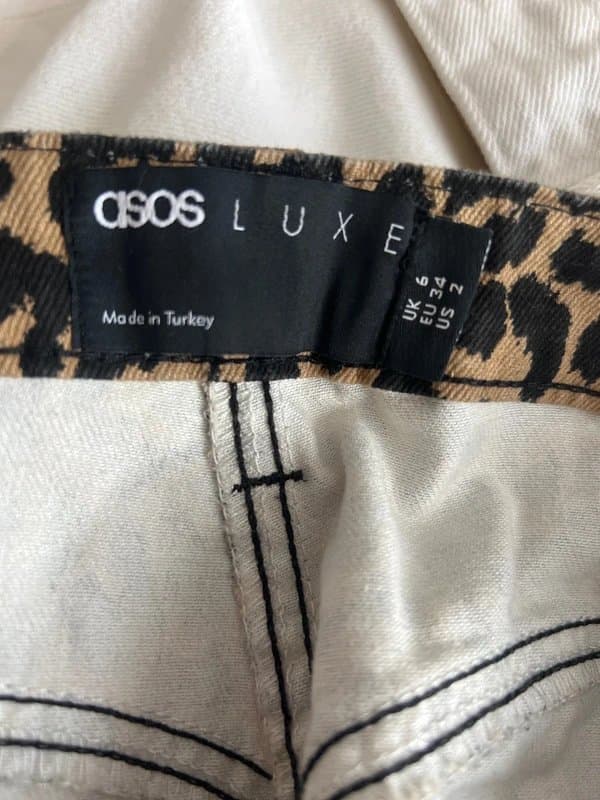 asos LUXE
Made in Turkey
UK 6
EU 34
US 2